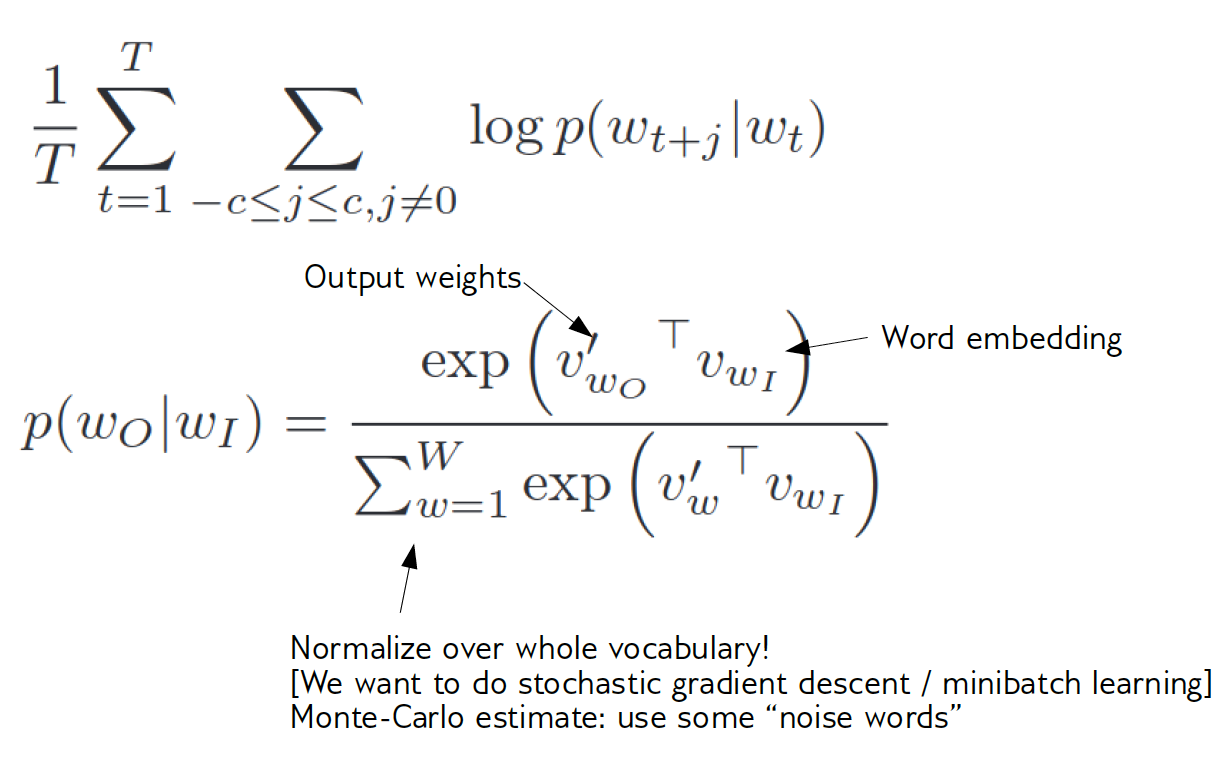 $$\frac{1}{T} \sum_{t=1}^{T} \sum_{-c \leq j \leq c, j \neq 0} \log p(w_{t+j}|w_t)$$
Output weights
Word embedding
$$p(w_O|w_I) = \frac{\exp\left({v'_{w_O}}^\top v_{w_I}\right)}{\sum_{w=1}^{W} \exp\left({v'_w}^\top v_{w_I}\right)}$$
Normalize over whole vocabulary!
[We want to do stochastic gradient descent / minibatch learning]
Monte-Carlo estimate: use some “noise words”